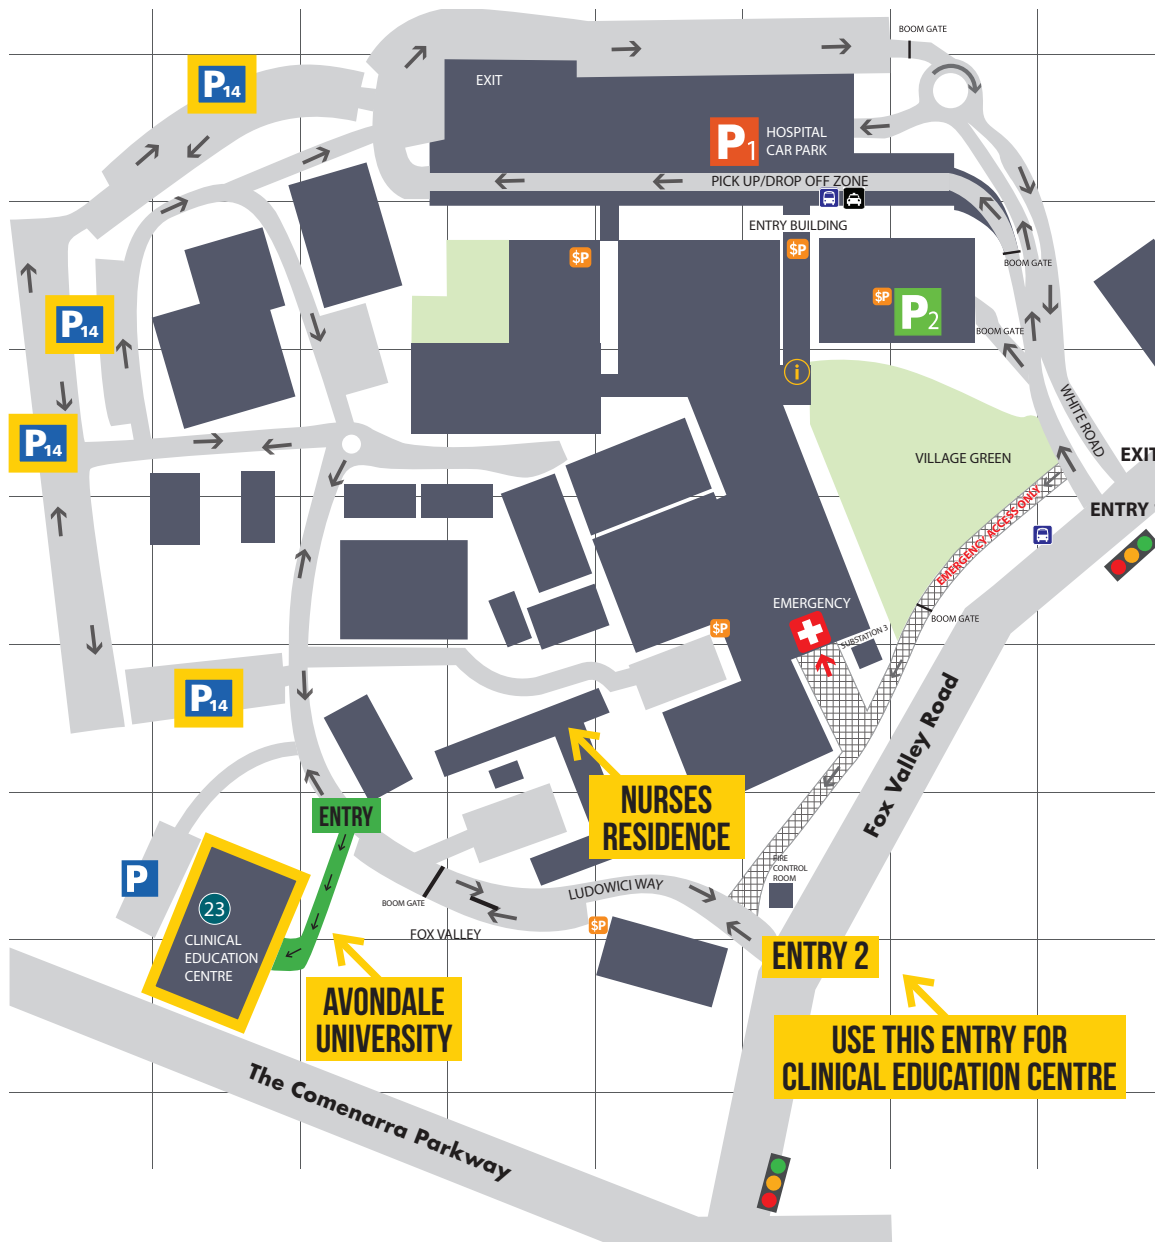 BOOM GATE
EXIT
P14
P1
HOSPITAL
CAR PARK
PICK UP/DROP OFF ZONE
ENTRY BUILDING
$P
$P
BOOM GATE
$P
P2
P14
BOOM GATE
i
WHITE ROAD
P14
VILLAGE GREEN
EXIT
EMERGENCY ACCESS ONLY
ENTRY
EMERGENCY
$P
SUBSTATION 3
BOOM GATE
P14
Fox Valley Road
NURSES
RESIDENCE
ENTRY
P
FIRE
CONTROL
ROOM
LUDOWICI WAY
BOOM GATE
23
$P
FOX VALLEY
CLINICAL
EDUCATION
CENTRE
ENTRY 2
AVONDALE
UNIVERSITY
USE THIS ENTRY FOR
CLINICAL EDUCATION CENTRE
The Comenarra Parkway